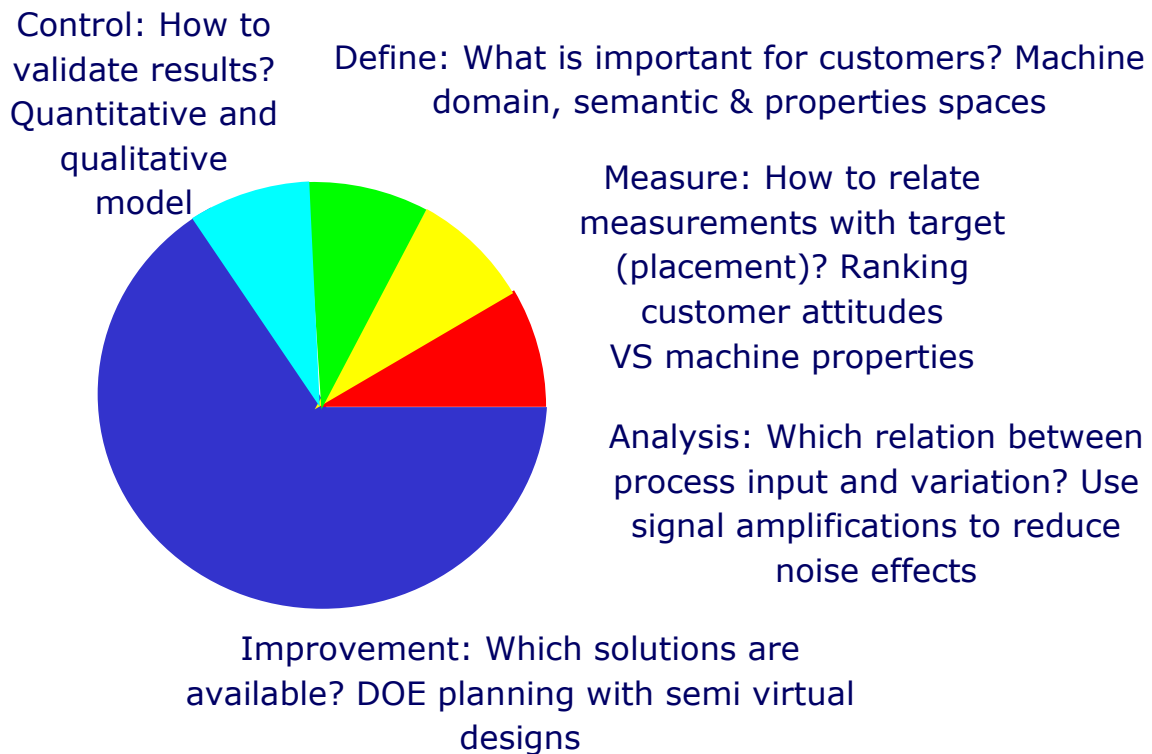 Control: How to
validate results?
Quantitative and
qualitative
model
Define: What is important for customers? Machine
domain, semantic & properties spaces
Measure: How to relate
measurements with target
(placement)? Ranking
customer attitudes
VS machine properties
Analysis: Which relation between
process input and variation? Use
signal amplifications to reduce
noise effects
Improvement: Which solutions are
available? DOE planning with semi virtual
designs